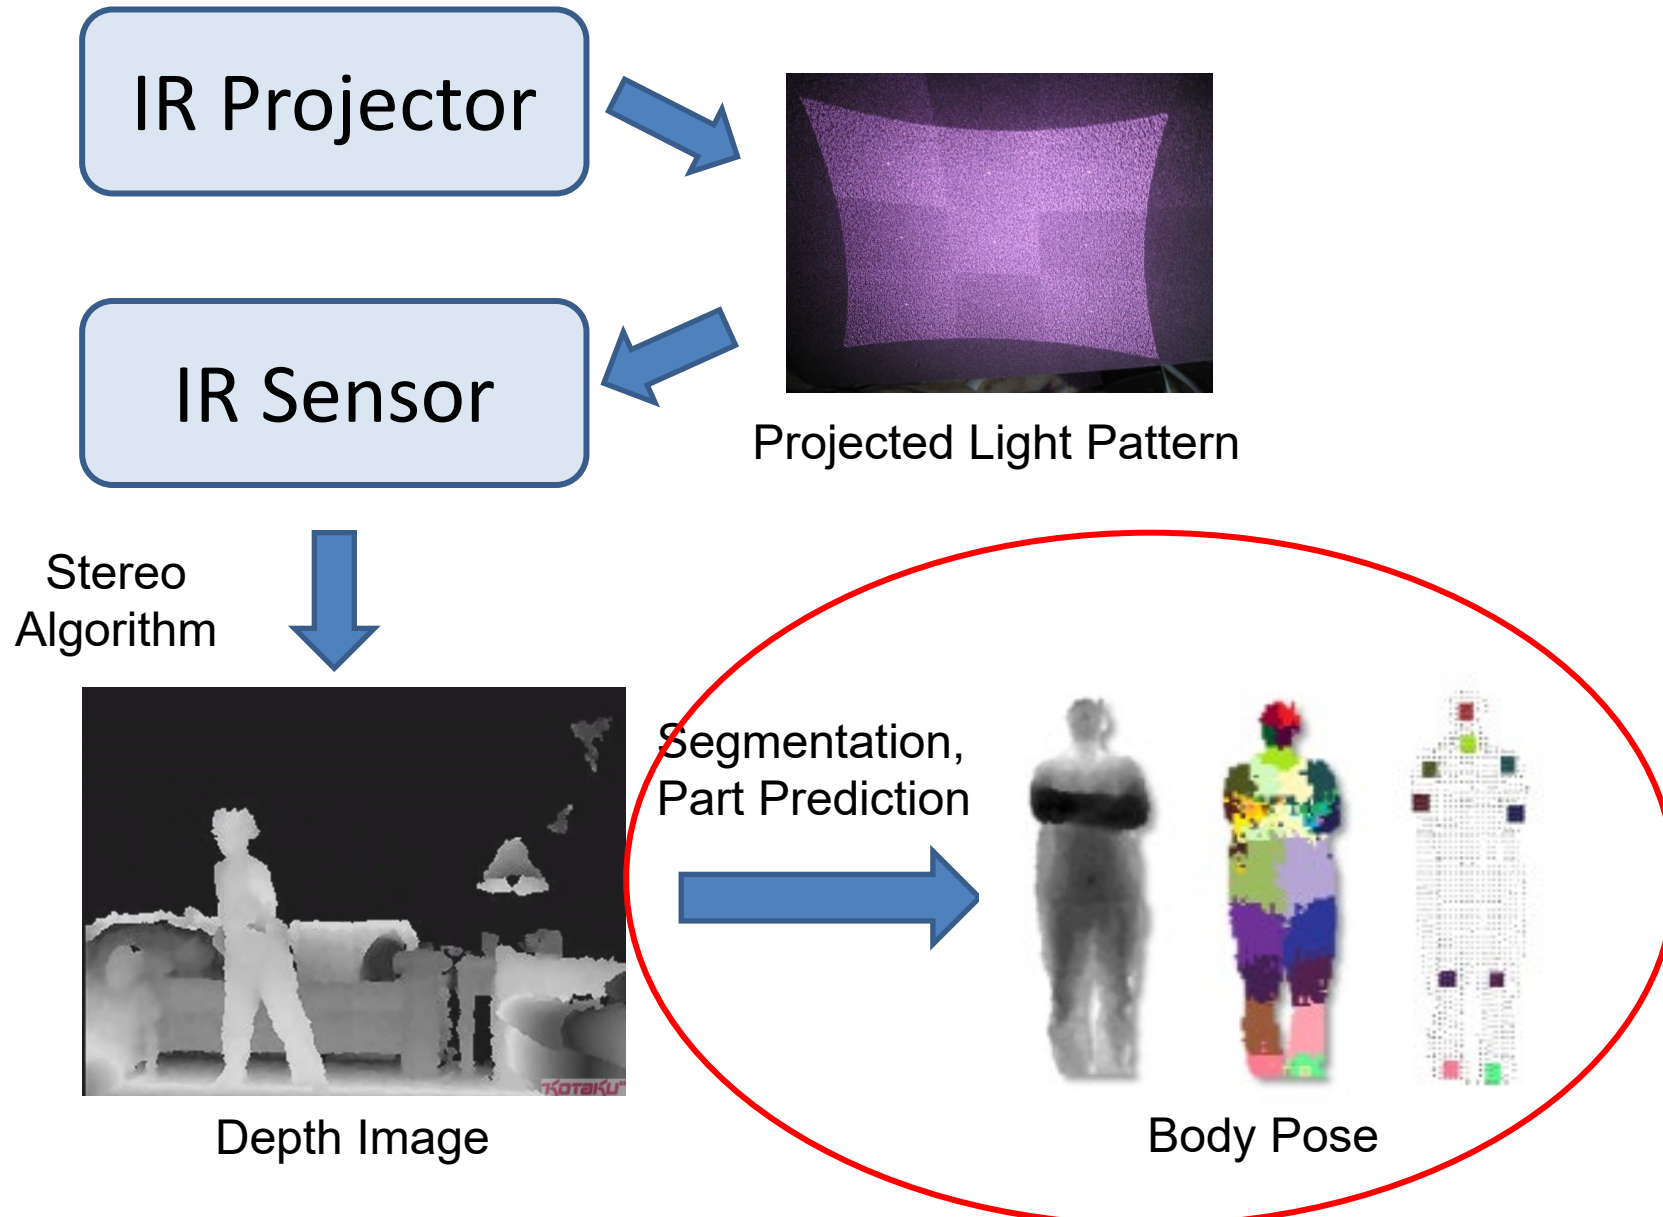 IR Projector
IR Sensor
Projected Light Pattern
Stereo
Algorithm
Segmentation,
Part Prediction
KOTAKU
Depth Image
Body Pose